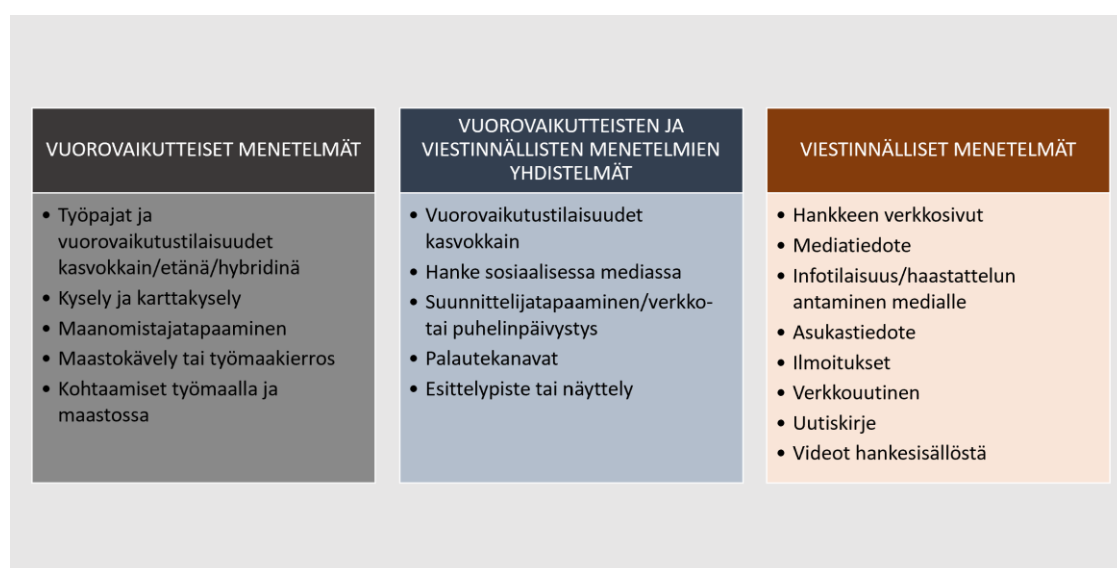 VUOROVAIKUTTEISET MENETELMÄT
• Työpajat ja
vuorovaikutustilaisuudet
kasvokkain/etänä/hybridinä
• Kysely ja karttakysely
• Maanomistajatapaaminen
• Maastokävely tai työmaakierros
• Kohtaamiset työmaalla ja
maastossa
VUOROVAIKUTTEISTEN JA
VIESTINNÄLLISTEN MENETELMIEN
YHDISTELMÄT
• Vuorovaikutustilaisuudet
kasvokkain
• Hanke sosiaalisessa mediassa
• Suunnittelijatapaaminen/verkko-
tai puhelinpäivystys
• Palautekanavat
• Esittelypiste tai näyttely
VIESTINNÄLLISET MENETELMÄT
• Hankkeen verkkosivut
• Mediatiedote
• Infotilaisuus/haastattelun
antaminen medialle
• Asukastiedote
• Ilmoitukset
• Verkkouutinen
• Uutiskirje
• Videot hankesisällöstä